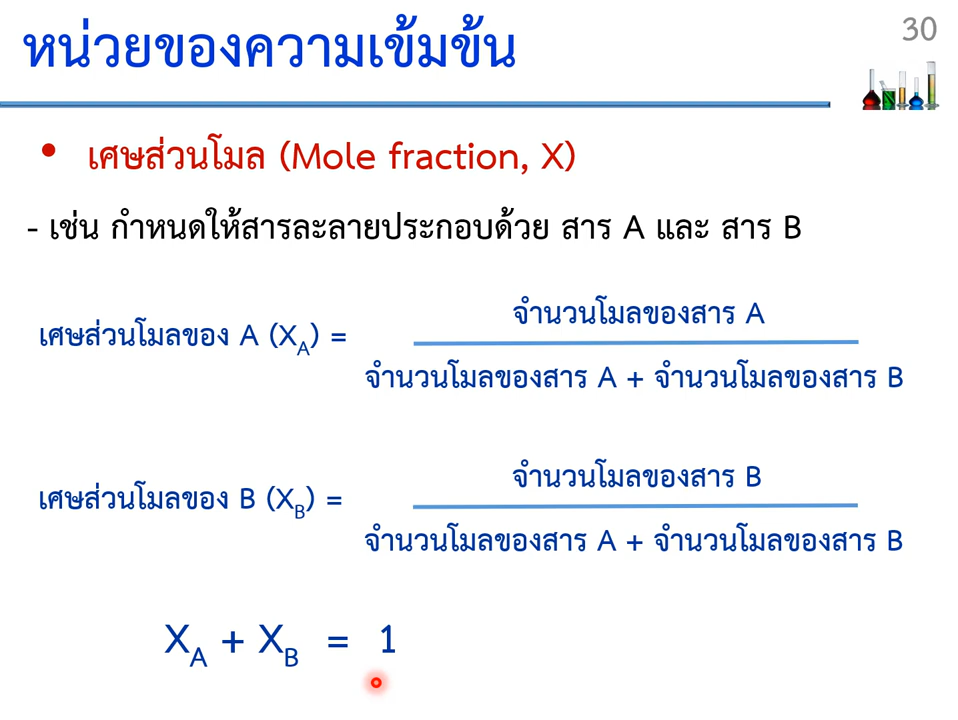 30
หน่วยของความเข้มข้น
• เศษส่วนโมล (Mole fraction, X)
- เช่น กำหนดให้สารละลายประกอบด้วย สาร A และ สาร B
จำนวนโมลของสาร A
เศษส่วนโมลของ A (XA) =
จำนวนโมลของสาร A + จำนวนโมลของสาร B
จำนวนโมลของสาร B
เศษส่วนโมลของ B (XB) =
จำนวนโมลของสาร A + จำนวนโมลของสาร B
XA + XB = 1